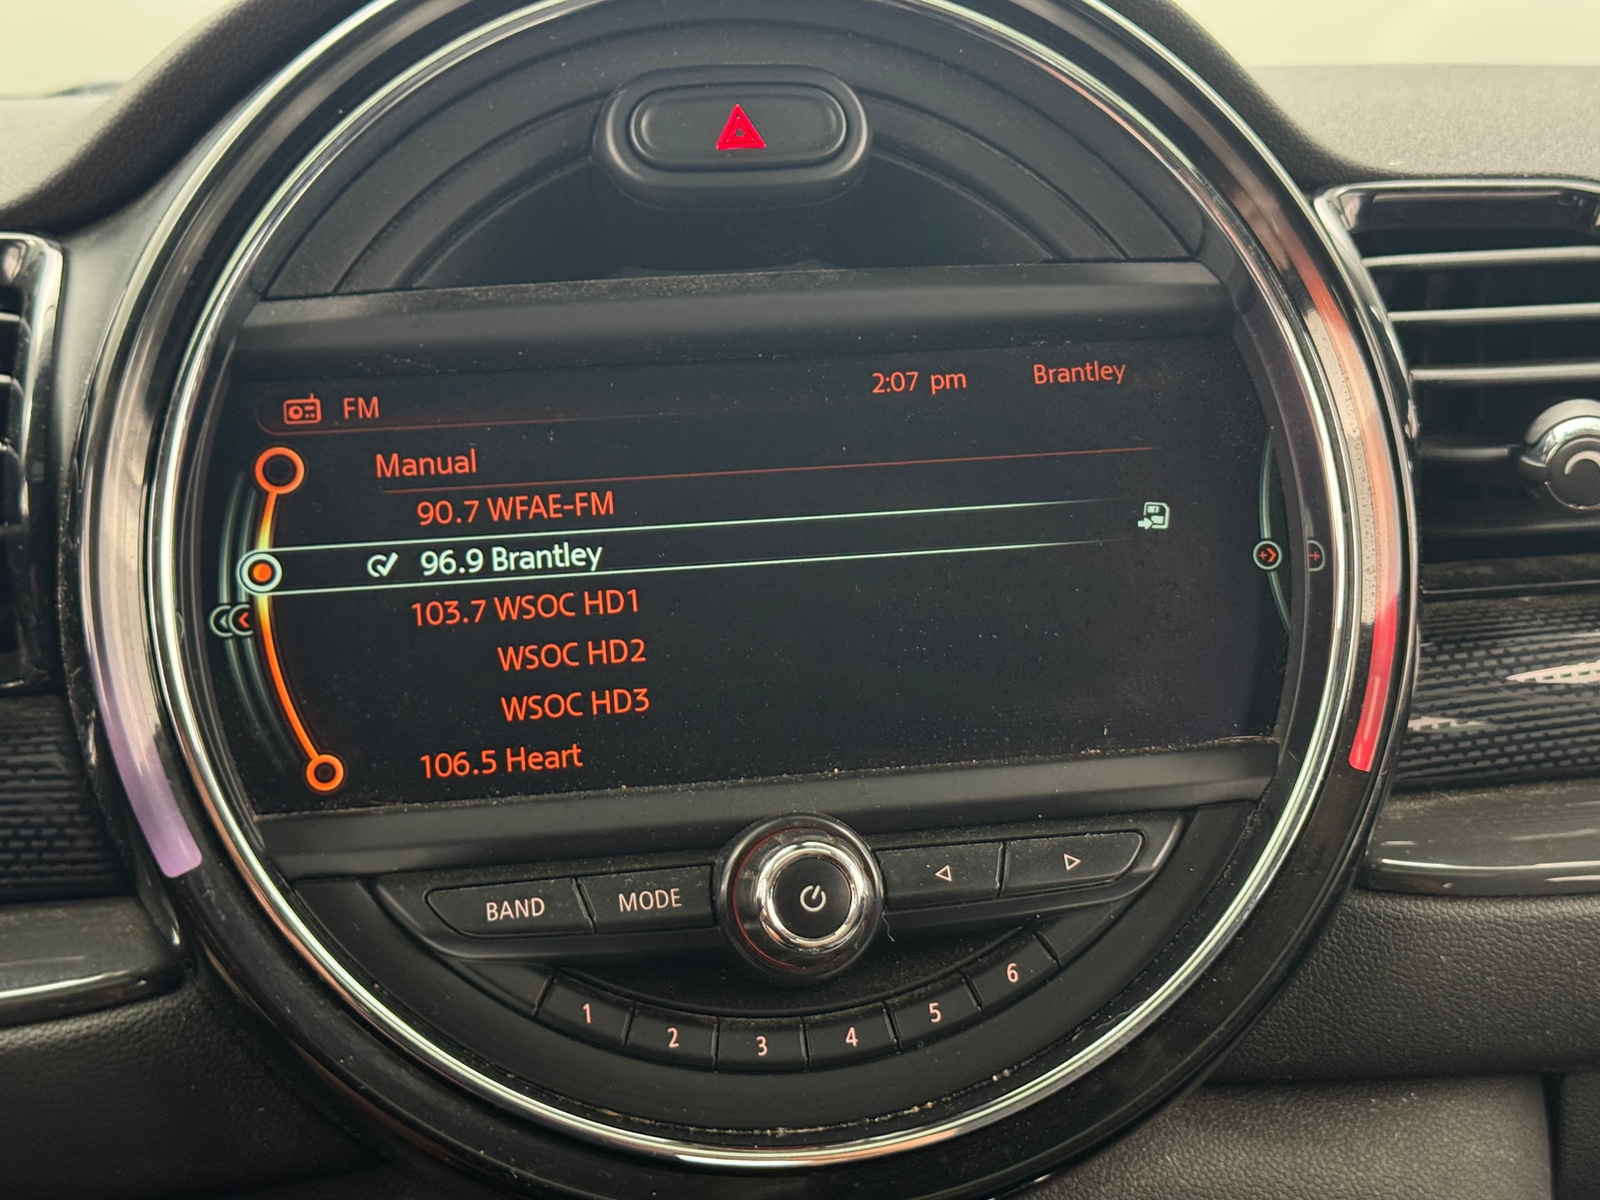 FM 2:07 pm Brantley
Manual
90.7 WFAE-FM
96.9 Brantley
103.7 WSOC HD1
WSOC HD2
WSOC HD3
106.5 Heart
BAND MODE
1 2 3 4 5 6